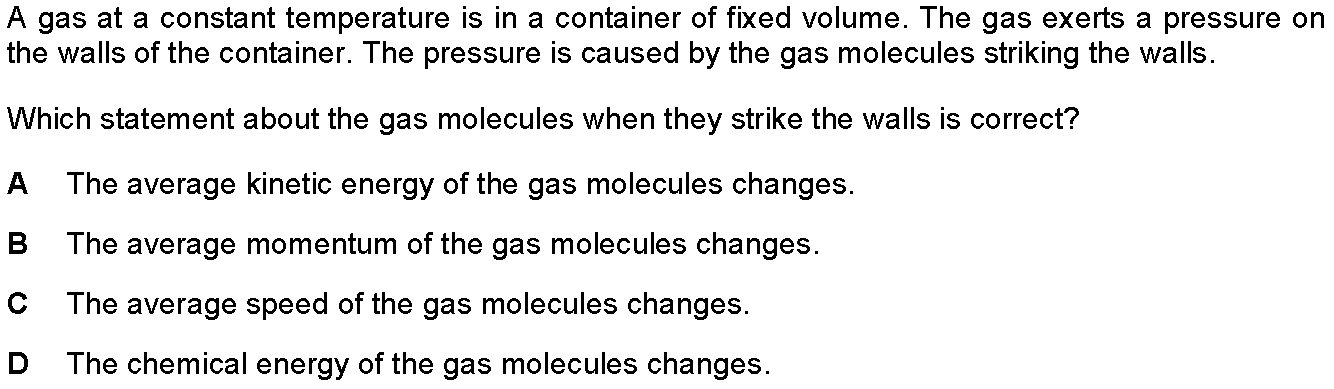 A gas at a constant temperature is in a container of fixed volume. The gas exerts a pressure on
the walls of the container. The pressure is caused by the gas molecules striking the walls.
Which statement about the gas molecules when they strike the walls is correct?
A The average kinetic energy of the gas molecules changes.
B The average momentum of the gas molecules changes.
C The average speed of the gas molecules changes.
D The chemical energy of the gas molecules changes.